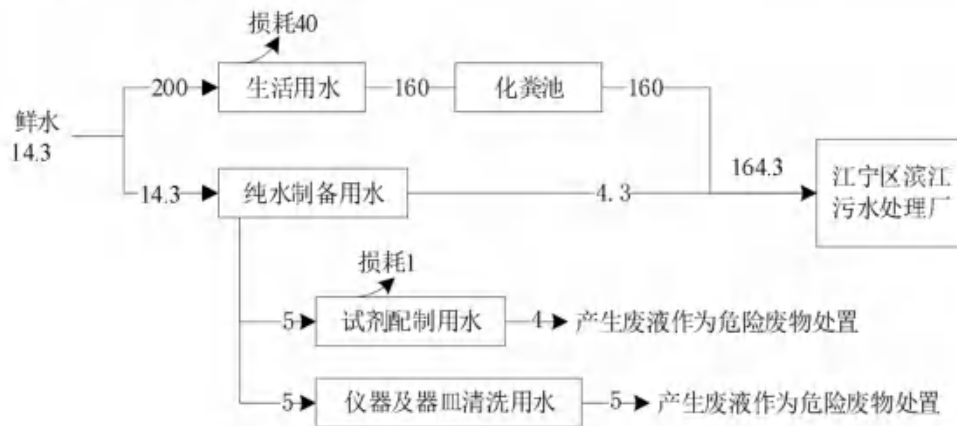 损耗40
200
生活用水
160
化粪池
160
鲜水
14.3
14.3
纯水制备用水
4.3
164.3
江宁区滨江
污水处理厂
损耗1
5
试剂配制用水
4
产生废液作为危险废物处置
5
仪器及器皿清洗用水
5
产生废液作为危险废物处置